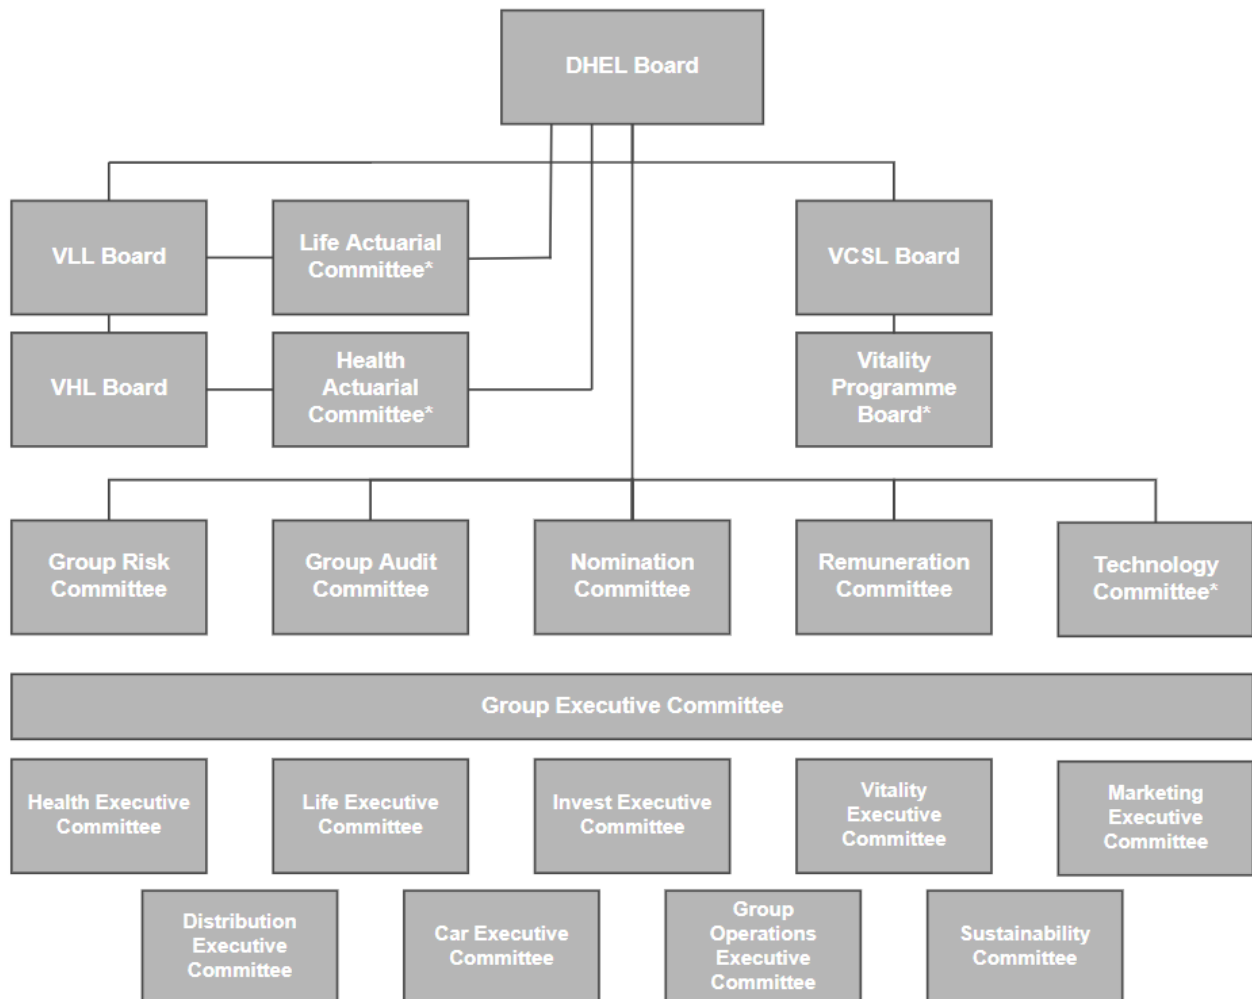 DHEL Board
VLL Board
Life Actuarial
Committee*
VCSL Board
VHL Board
Health
Actuarial
Committee*
Vitality
Programme
Board*
Group Risk
Committee
Group Audit
Committee
Nomination
Committee
Remuneration
Committee
Technology
Committee*
Group Executive Committee
Health Executive
Committee
Life Executive
Committee
Invest Executive
Committee
Vitality
Executive
Committee
Marketing
Executive
Committee
Distribution
Executive
Committee
Car Executive
Committee
Group
Operations
Executive
Committee
Sustainability
Committee